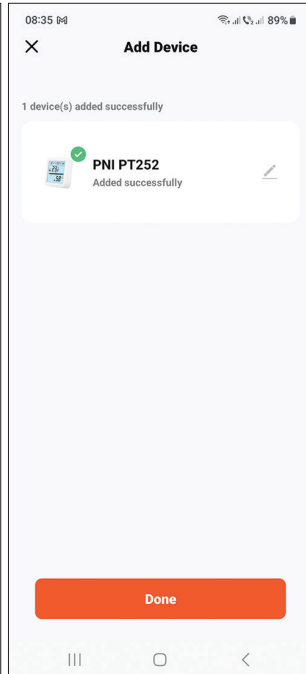 08:35 89%
Add Device
1 device(s) added successfully
PNI PT252
Added successfully
Done